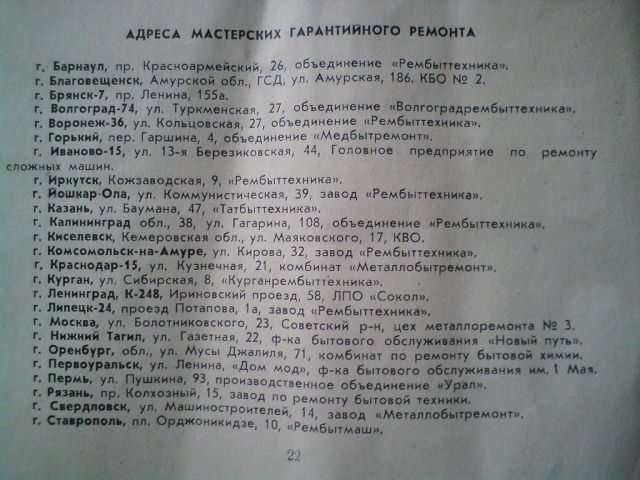 АДРЕСА МАСТЕРСКИХ ГАРАНТИЙНОГО РЕМОНТА
г. Барнаул, пр. Красноармейский, 26, объединение «Рембыттехника».
г. Благовещенск, Амурской обл., ГСД, ул. Амурская, 186. КБО № 2.
г. Брянск-7, пр. Ленина, 155а.
г. Волгоград-74, ул. Туркменская, 27, объединение «Волгоградрембыттехника».
г. Воронеж-36, ул. Кольцовская, 27, объединение «Рембыттехника».
г. Горький, пер. Гаршина, 4, объединение «Медбытремонт».
г. Иваново-15, ул. 13-я Березиковская, 44, Головное предприятие по ремонту
сложных машин.
г. Иркутск, Кожзаводская, 9, «Рембыттехника».
г. Йошкар-Ола, ул. Коммунистическая, 39, завод «Рембыттехника».
г. Казань, ул. Баумана, 47, «Татбыттехника».
г. Калининград обл., 38, ул. Гагарина, 108, объединение «Рембыттехника».
г. Киселевск, Кемеровская обл., ул. Маяковского, 17, КВО.
г. Комсомольск-на-Амуре, ул. Кирова, 32, завод «Рембыттехника».
г. Краснодар-15, ул. Кузнечная, 21, комбинат «Металлобытремонт».
г. Курган, ул. Сибирская, 8, «Курганрембыттехника».
г. Ленинград, К-248, Ириновский проезд, 58, ЛПО «Сокол».
г. Липецк-24, проезд Потапова, 1а, завод «Рембыттехника».
г. Москва, ул. Болотниковского, 23, Советский р-н, цех металлоремонта № 3.
г. Нижний Тагил, ул. Газетная, 22, ф-ка бытового обслуживания «Новый путь».
г. Оренбург, обл., ул. Мусы Джалиля, 71, комбинат по ремонту бытовой химии.
г. Первоуральск, ул. Ленина, «Дом мод», ф-ка бытового обслуживания им. 1 Мая.
г. Пермь, ул. Пушкина, 93, производственное объединение «Урал».
г. Рязань, пр. Колхозный, 15, завод по ремонту бытовой техники.
г. Свердловск, ул. Машиностроителей, 14, завод «Металлобытремонт».
г. Ставрополь, пл. Орджоникидзе, 10, «Рембытмаш».
22